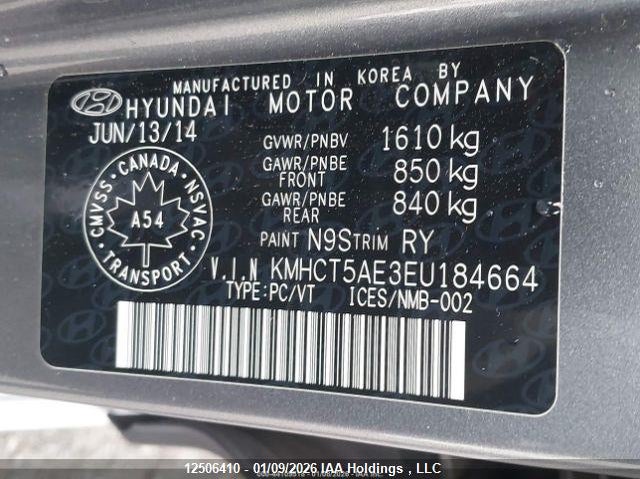 MANUFACTURED IN KOREA BY
HYUNDAI MOTOR COMPANY
JUN/13/14
GVWR/PNBV 1610 kg
GAWR/PNBE FRONT 850 kg
GAWR/PNBE REAR 840 kg
CMVSS · CANADA · NSVAC
A54
TRANSPORT
PAINT N9S TRIM RY
V.I.N KMHCT5AE3EU184664
TYPE:PC/VT ICES/NMB-002
12506410 - 01/09/2026 IAA Holdings , LLC